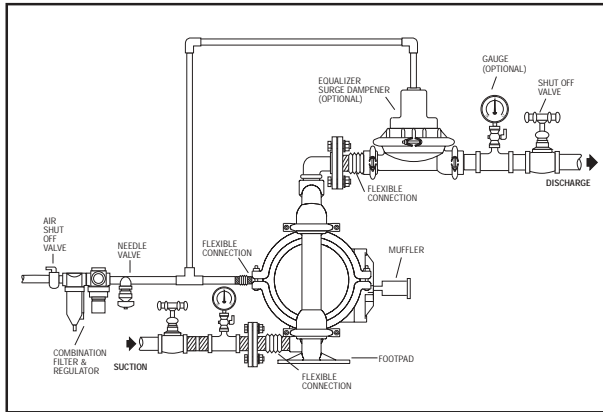 GAUGE
(OPTIONAL)
SHUT OFF
VALVE
EQUALIZER
SURGE DAMPENER
(OPTIONAL)
DISCHARGE
FLEXIBLE
CONNECTION
AIR
SHUT
OFF
VALVE
NEEDLE
VALVE
FLEXIBLE
CONNECTION
MUFFLER
COMBINATION
FILTER &
REGULATOR
SUCTION
FOOTPAD
FLEXIBLE
CONNECTION